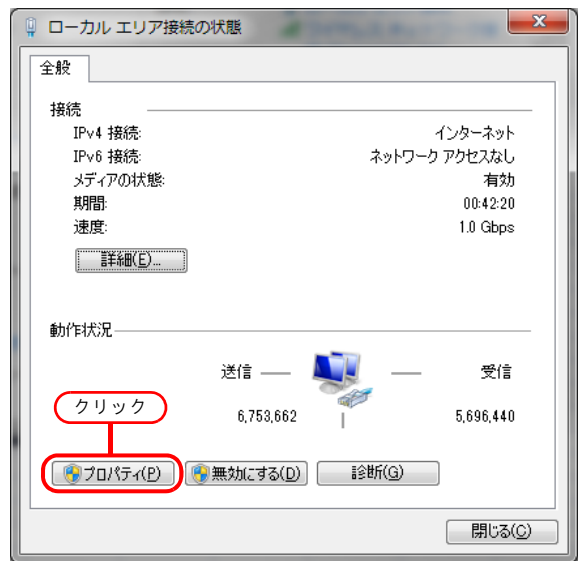 ローカル エリア接続の状態
全般
接続
IPv4 接続: インターネット
IPv6 接続: ネットワーク アクセスなし
メディアの状態: 有効
期間: 00:42:20
速度: 1.0 Gbps
詳細(E)...
動作状況
送信 受信
クリック
6,753,662 5,696,440
プロパティ(P) 無効にする(D) 診断(G)
閉じる(C)